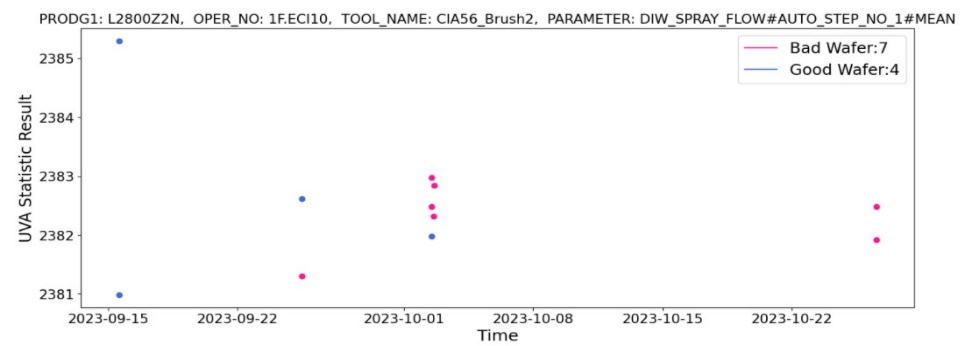 PRODG1: L2800Z2N, OPER_NO: 1F.ECI10, TOOL_NAME: CIA56_Brush2, PARAMETER: DIW_SPRAY_FLOW#AUTO_STEP_NO_1#MEAN
Bad Wafer:7
Good Wafer:4
UVA Statistic Result
2385
2384
2383
2382
2381
2023-09-15 2023-09-22 2023-10-01 2023-10-08 2023-10-15 2023-10-22
Time